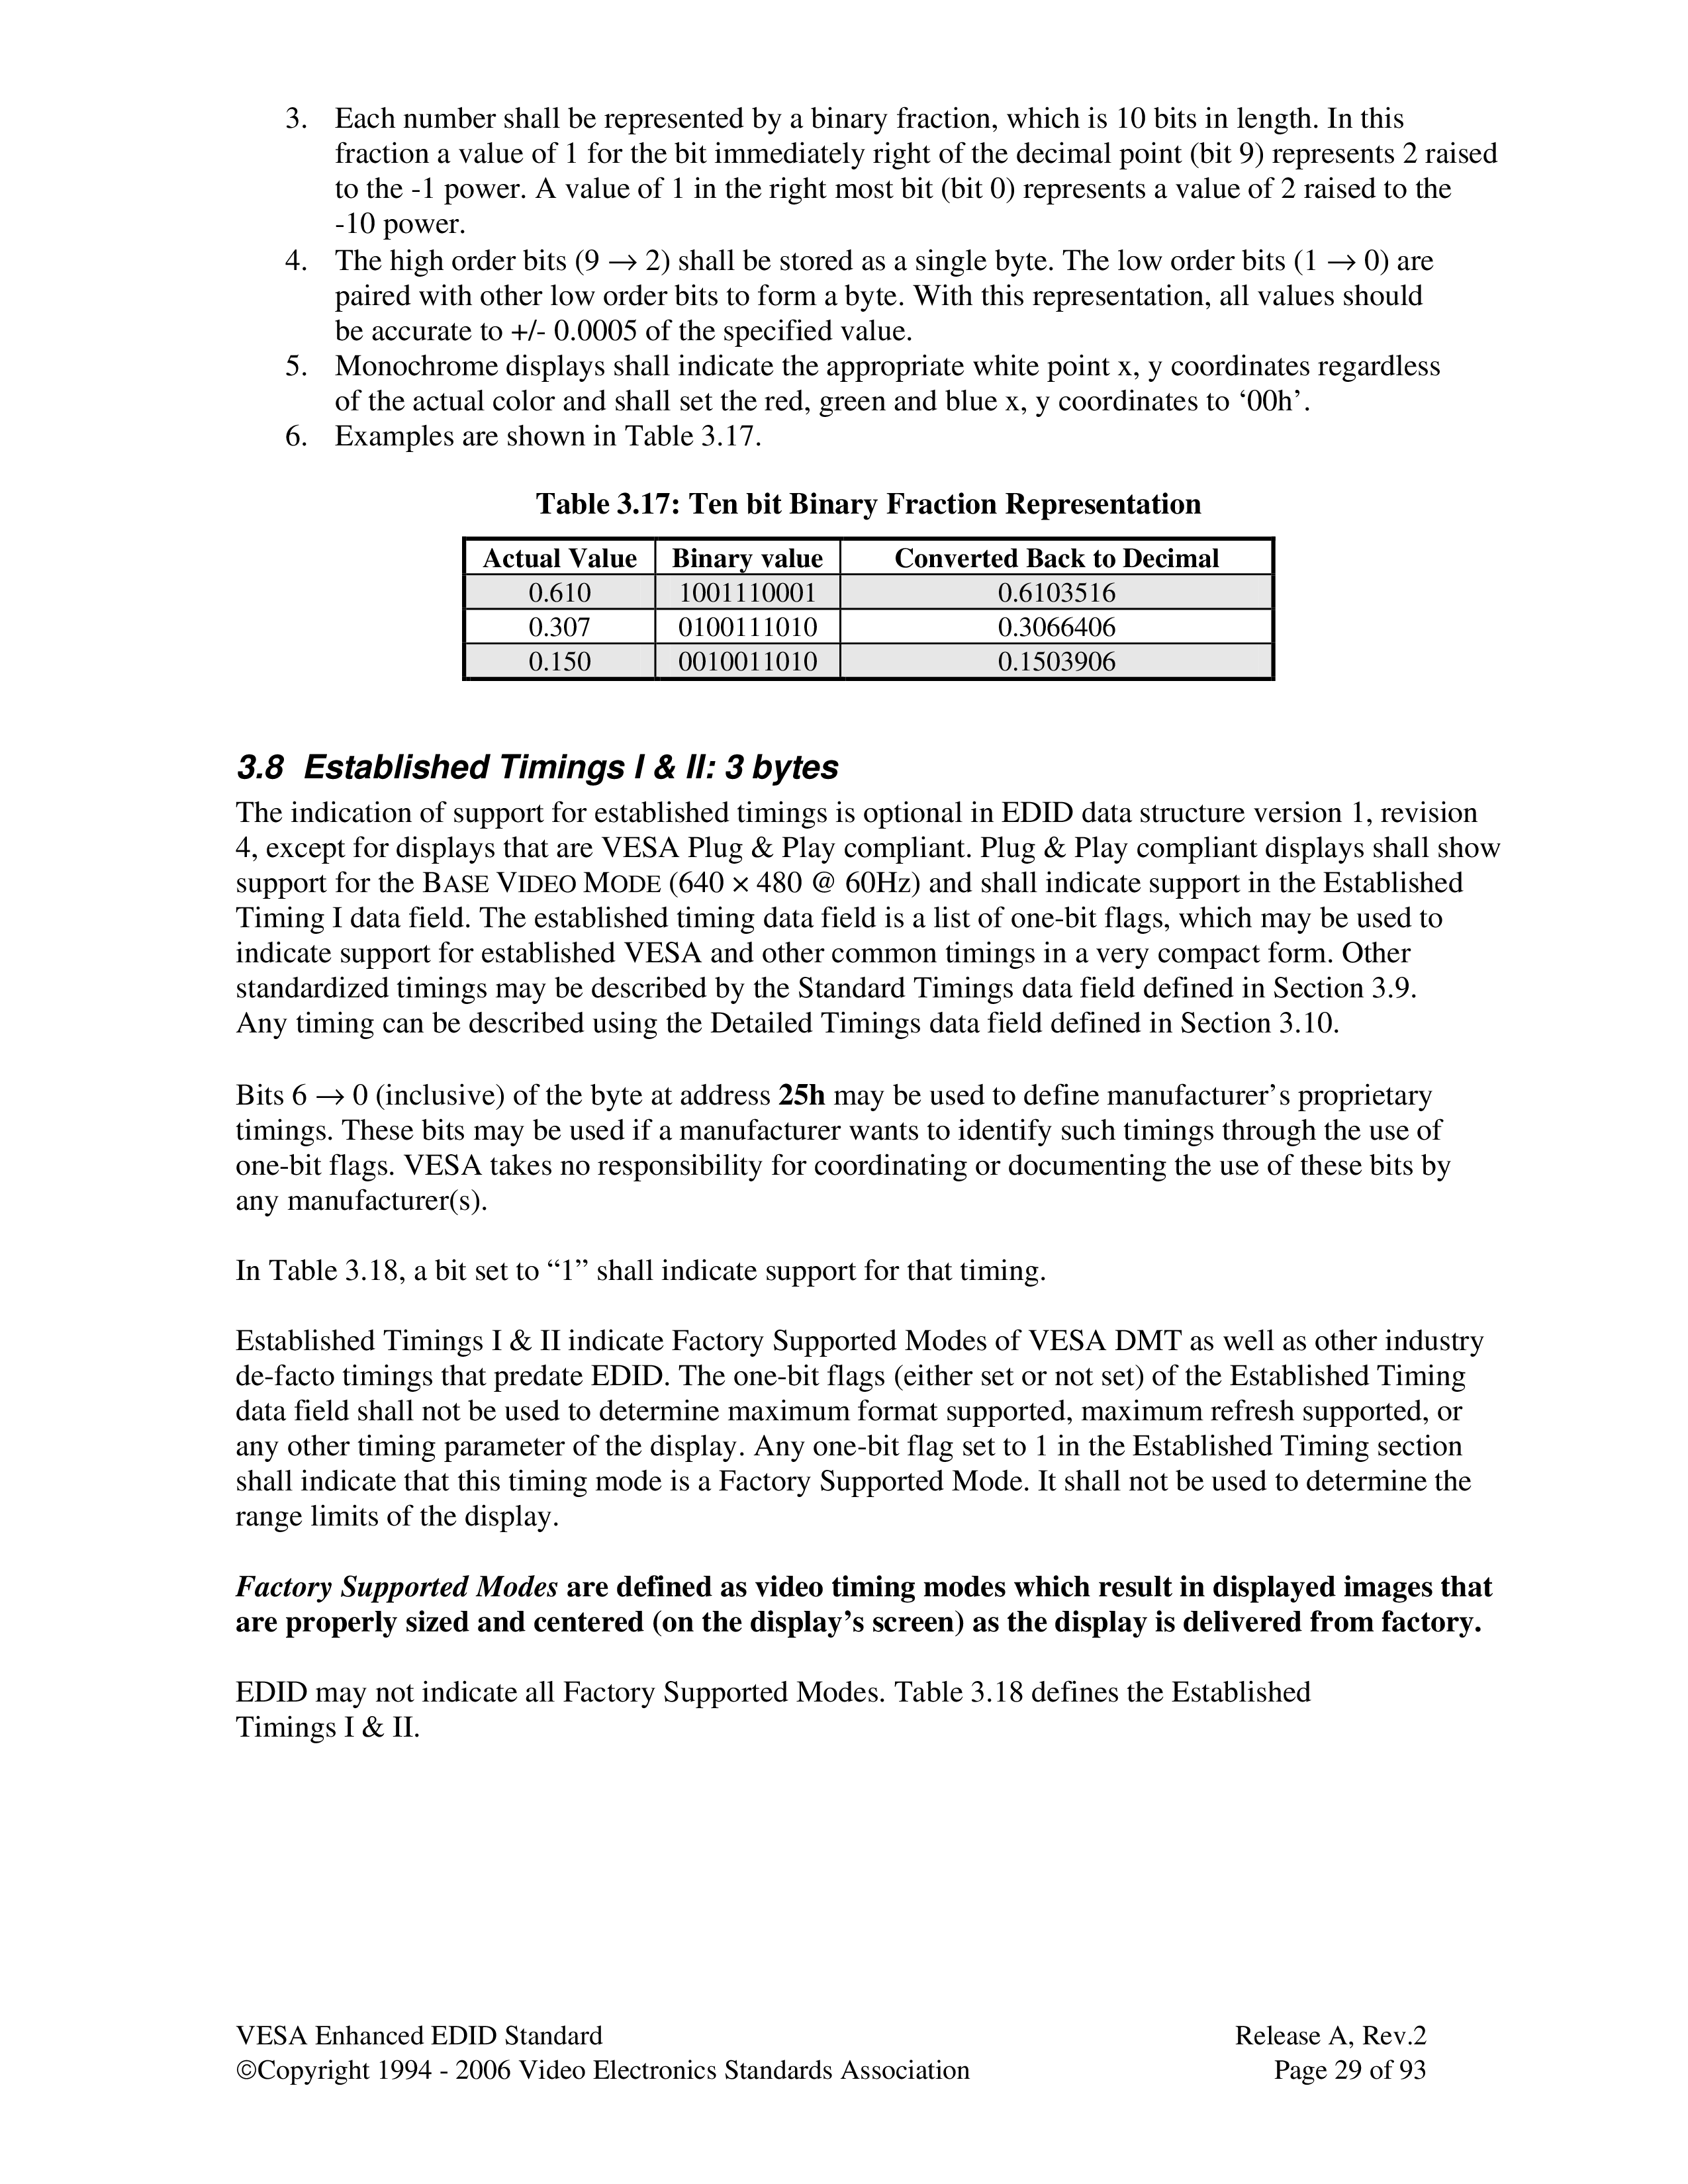 3. Each number shall be represented by a binary fraction, which is 10 bits in length. In this
fraction a value of 1 for the bit immediately right of the decimal point (bit 9) represents 2 raised
to the -1 power. A value of 1 in the right most bit (bit 0) represents a value of 2 raised to the
-10 power.
4. The high order bits (9 → 2) shall be stored as a single byte. The low order bits (1 → 0) are
paired with other low order bits to form a byte. With this representation, all values should
be accurate to +/- 0.0005 of the specified value.
5. Monochrome displays shall indicate the appropriate white point x, y coordinates regardless
of the actual color and shall set the red, green and blue x, y coordinates to ‘00h’.
6. Examples are shown in Table 3.17.
Table 3.17: Ten bit Binary Fraction Representation
Actual Value Binary value Converted Back to Decimal
0.610 1001110001 0.6103516
0.307 0100111010 0.3066406
0.150 0010011010 0.1503906
3.8 Established Timings I & II: 3 bytes
The indication of support for established timings is optional in EDID data structure version 1, revision
4, except for displays that are VESA Plug & Play compliant. Plug & Play compliant displays shall show
support for the BASE VIDEO MODE (640 × 480 @ 60Hz) and shall indicate support in the Established
Timing I data field. The established timing data field is a list of one-bit flags, which may be used to
indicate support for established VESA and other common timings in a very compact form. Other
standardized timings may be described by the Standard Timings data field defined in Section 3.9.
Any timing can be described using the Detailed Timings data field defined in Section 3.10.
Bits 6 → 0 (inclusive) of the byte at address 25h may be used to define manufacturer’s proprietary
timings. These bits may be used if a manufacturer wants to identify such timings through the use of
one-bit flags. VESA takes no responsibility for coordinating or documenting the use of these bits by
any manufacturer(s).
In Table 3.18, a bit set to “1” shall indicate support for that timing.
Established Timings I & II indicate Factory Supported Modes of VESA DMT as well as other industry
de-facto timings that predate EDID. The one-bit flags (either set or not set) of the Established Timing
data field shall not be used to determine maximum format supported, maximum refresh supported, or
any other timing parameter of the display. Any one-bit flag set to 1 in the Established Timing section
shall indicate that this timing mode is a Factory Supported Mode. It shall not be used to determine the
range limits of the display.
Factory Supported Modes are defined as video timing modes which result in displayed images that
are properly sized and centered (on the display’s screen) as the display is delivered from factory.
EDID may not indicate all Factory Supported Modes. Table 3.18 defines the Established
Timings I & II.
VESA Enhanced EDID Standard Release A, Rev.2
©Copyright 1994 - 2006 Video Electronics Standards Association Page 29 of 93